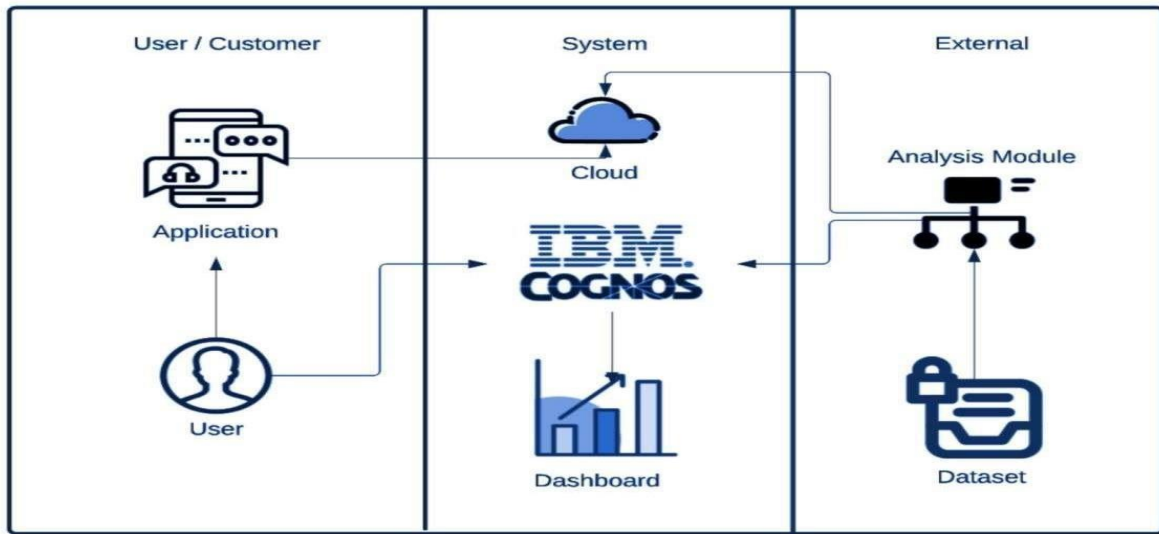 User / Customer
System
External
Cloud
Analysis Module
Application
IBM.
COGNOS
User
Dashboard
Dataset